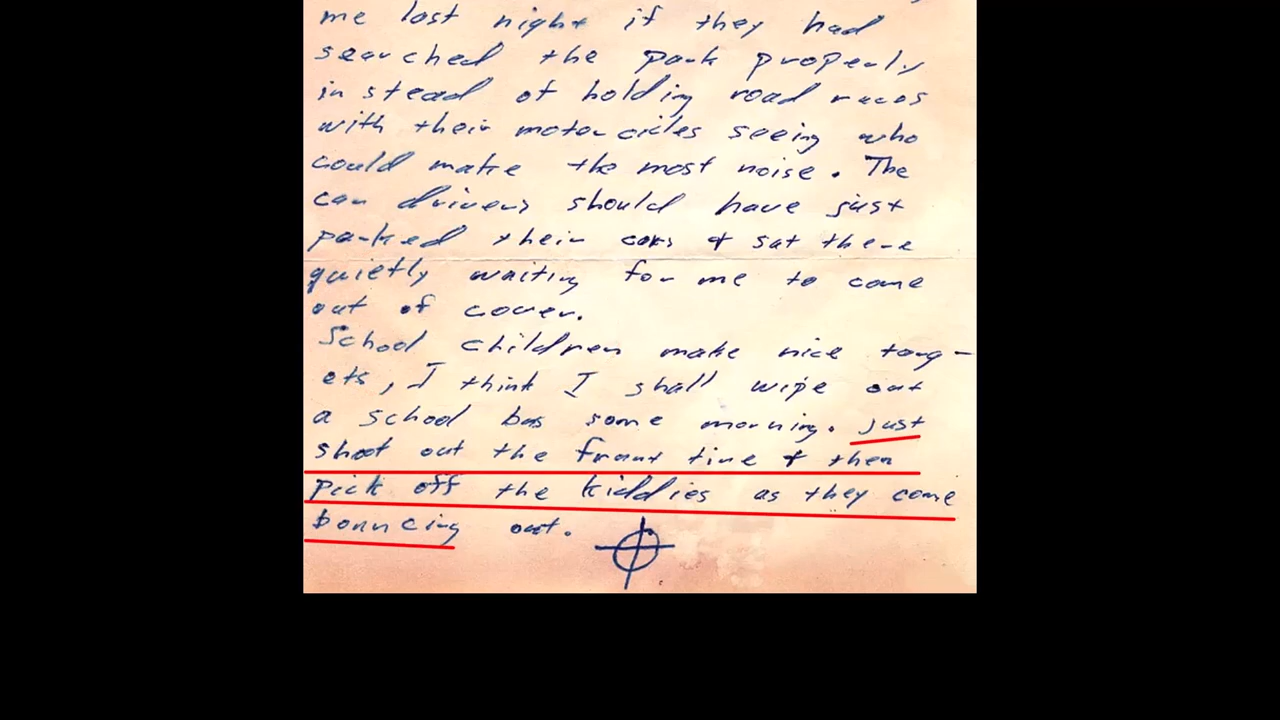 me last night if they had
searched the park properly
in stead of holding road races
with their motorcicles seeing who
could make the most noise. The
car drivers should have just
parked their cars & sat there
quietly waiting for me to come
out of cover.
School children make nice targ-
ets, I think I shall wipe out
a school bus some morning. Just
shoot out the front tire & then
pick off the kiddies as they come
bouncing out.